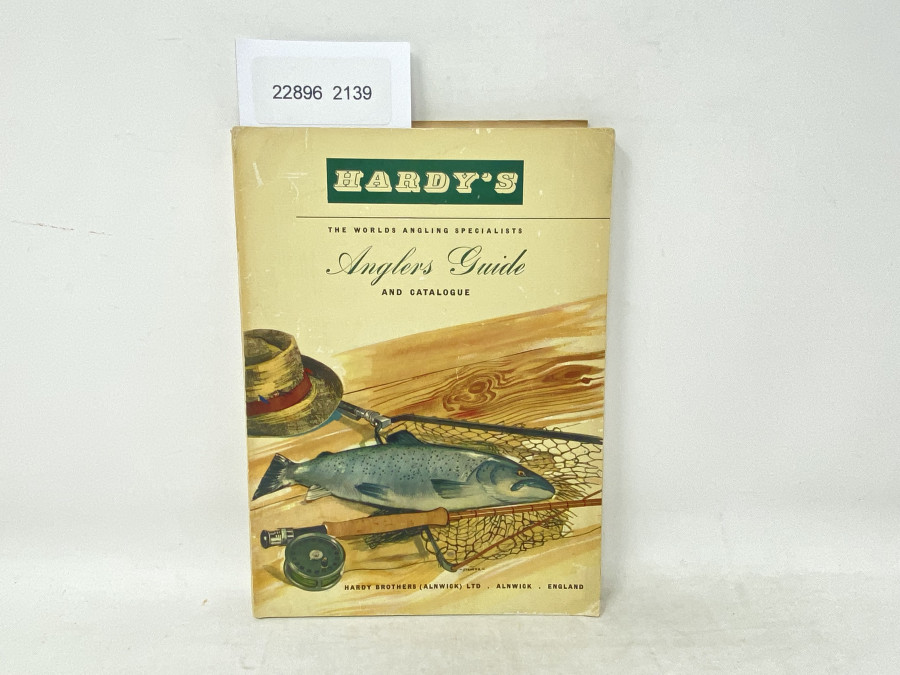 22896 2139
HARDY'S
THE WORLDS ANGLING SPECIALISTS
Anglers Guide
AND CATALOGUE
HARDY BROTHERS (ALNWICK) LTD . ALNWICK . ENGLAND